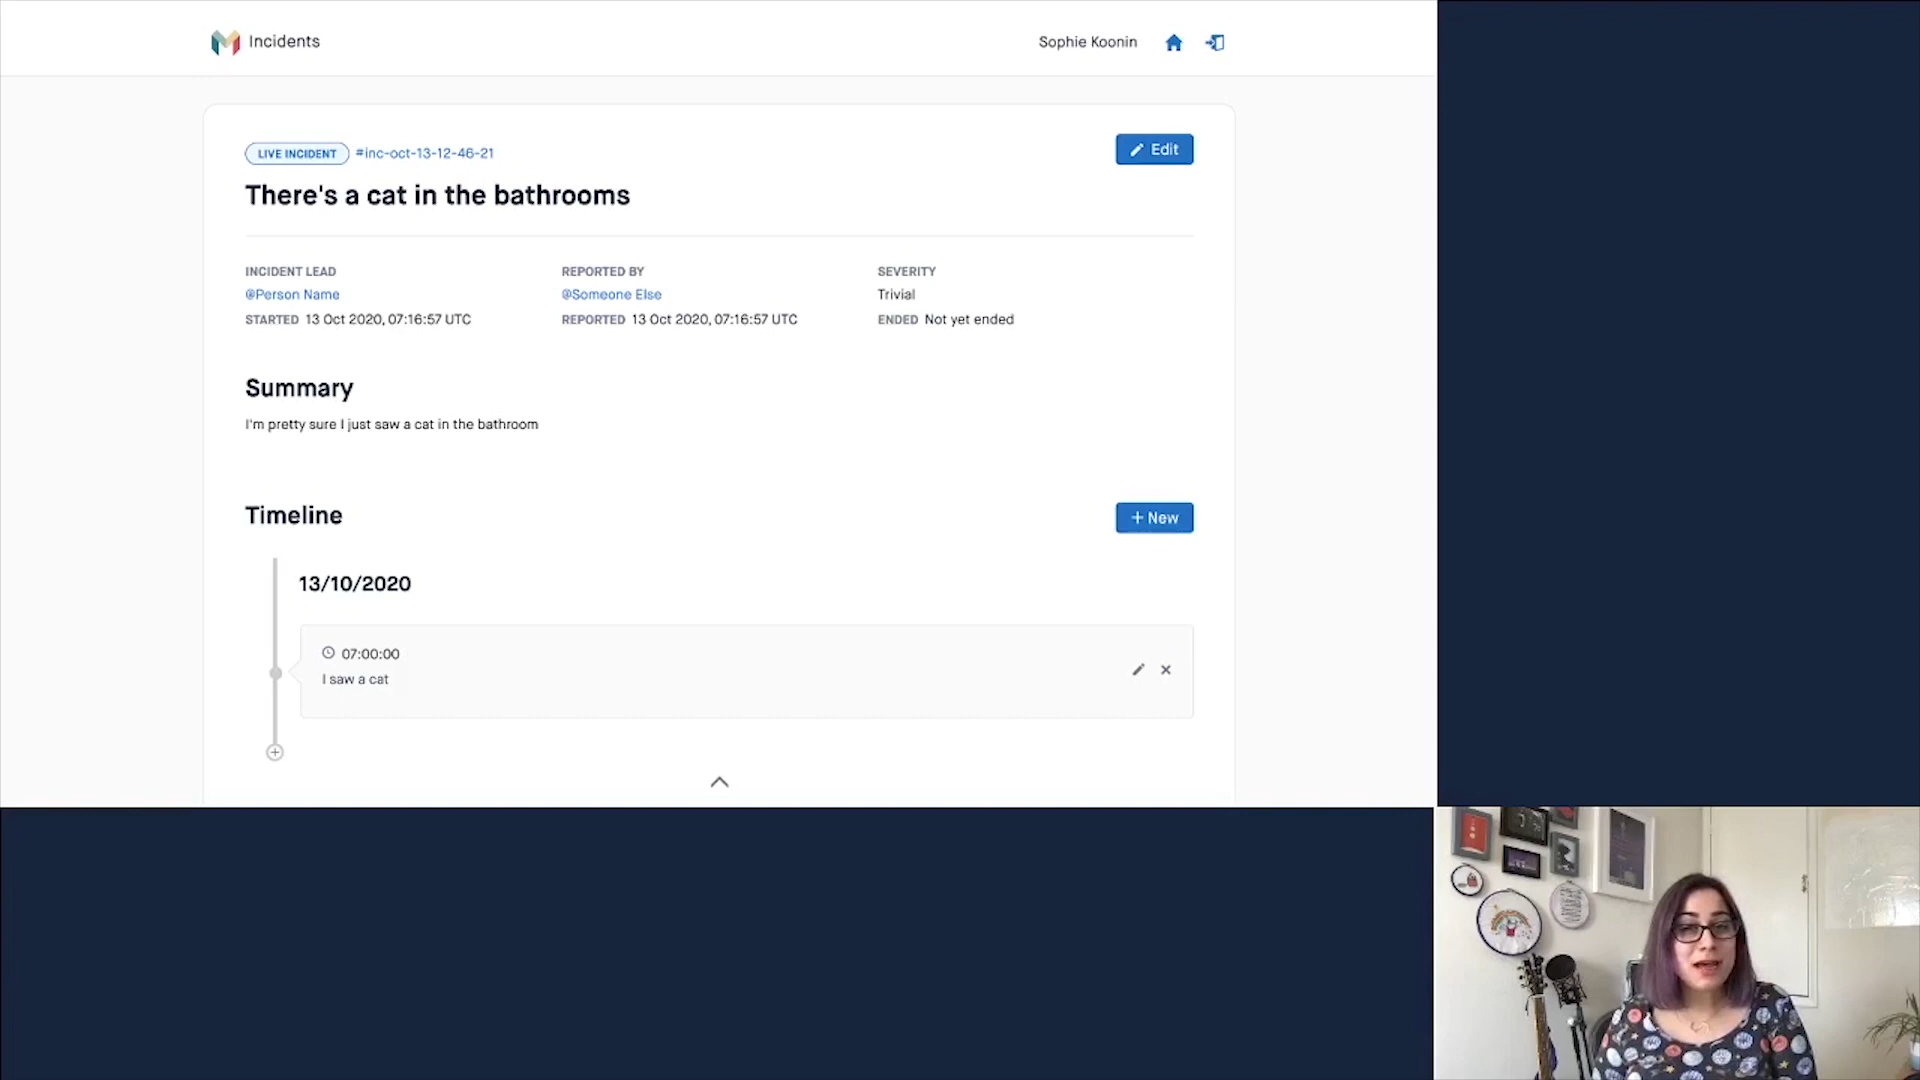 Incidents
Sophie Koonin
LIVE INCIDENT #inc-oct-13-12-46-21
Edit
There's a cat in the bathrooms
INCIDENT LEAD
@Person Name
STARTED 13 Oct 2020, 07:16:57 UTC
REPORTED BY
@Someone Else
REPORTED 13 Oct 2020, 07:16:57 UTC
SEVERITY
Trivial
ENDED Not yet ended
Summary
I'm pretty sure I just saw a cat in the bathroom
Timeline
+ New
13/10/2020
07:00:00
I saw a cat